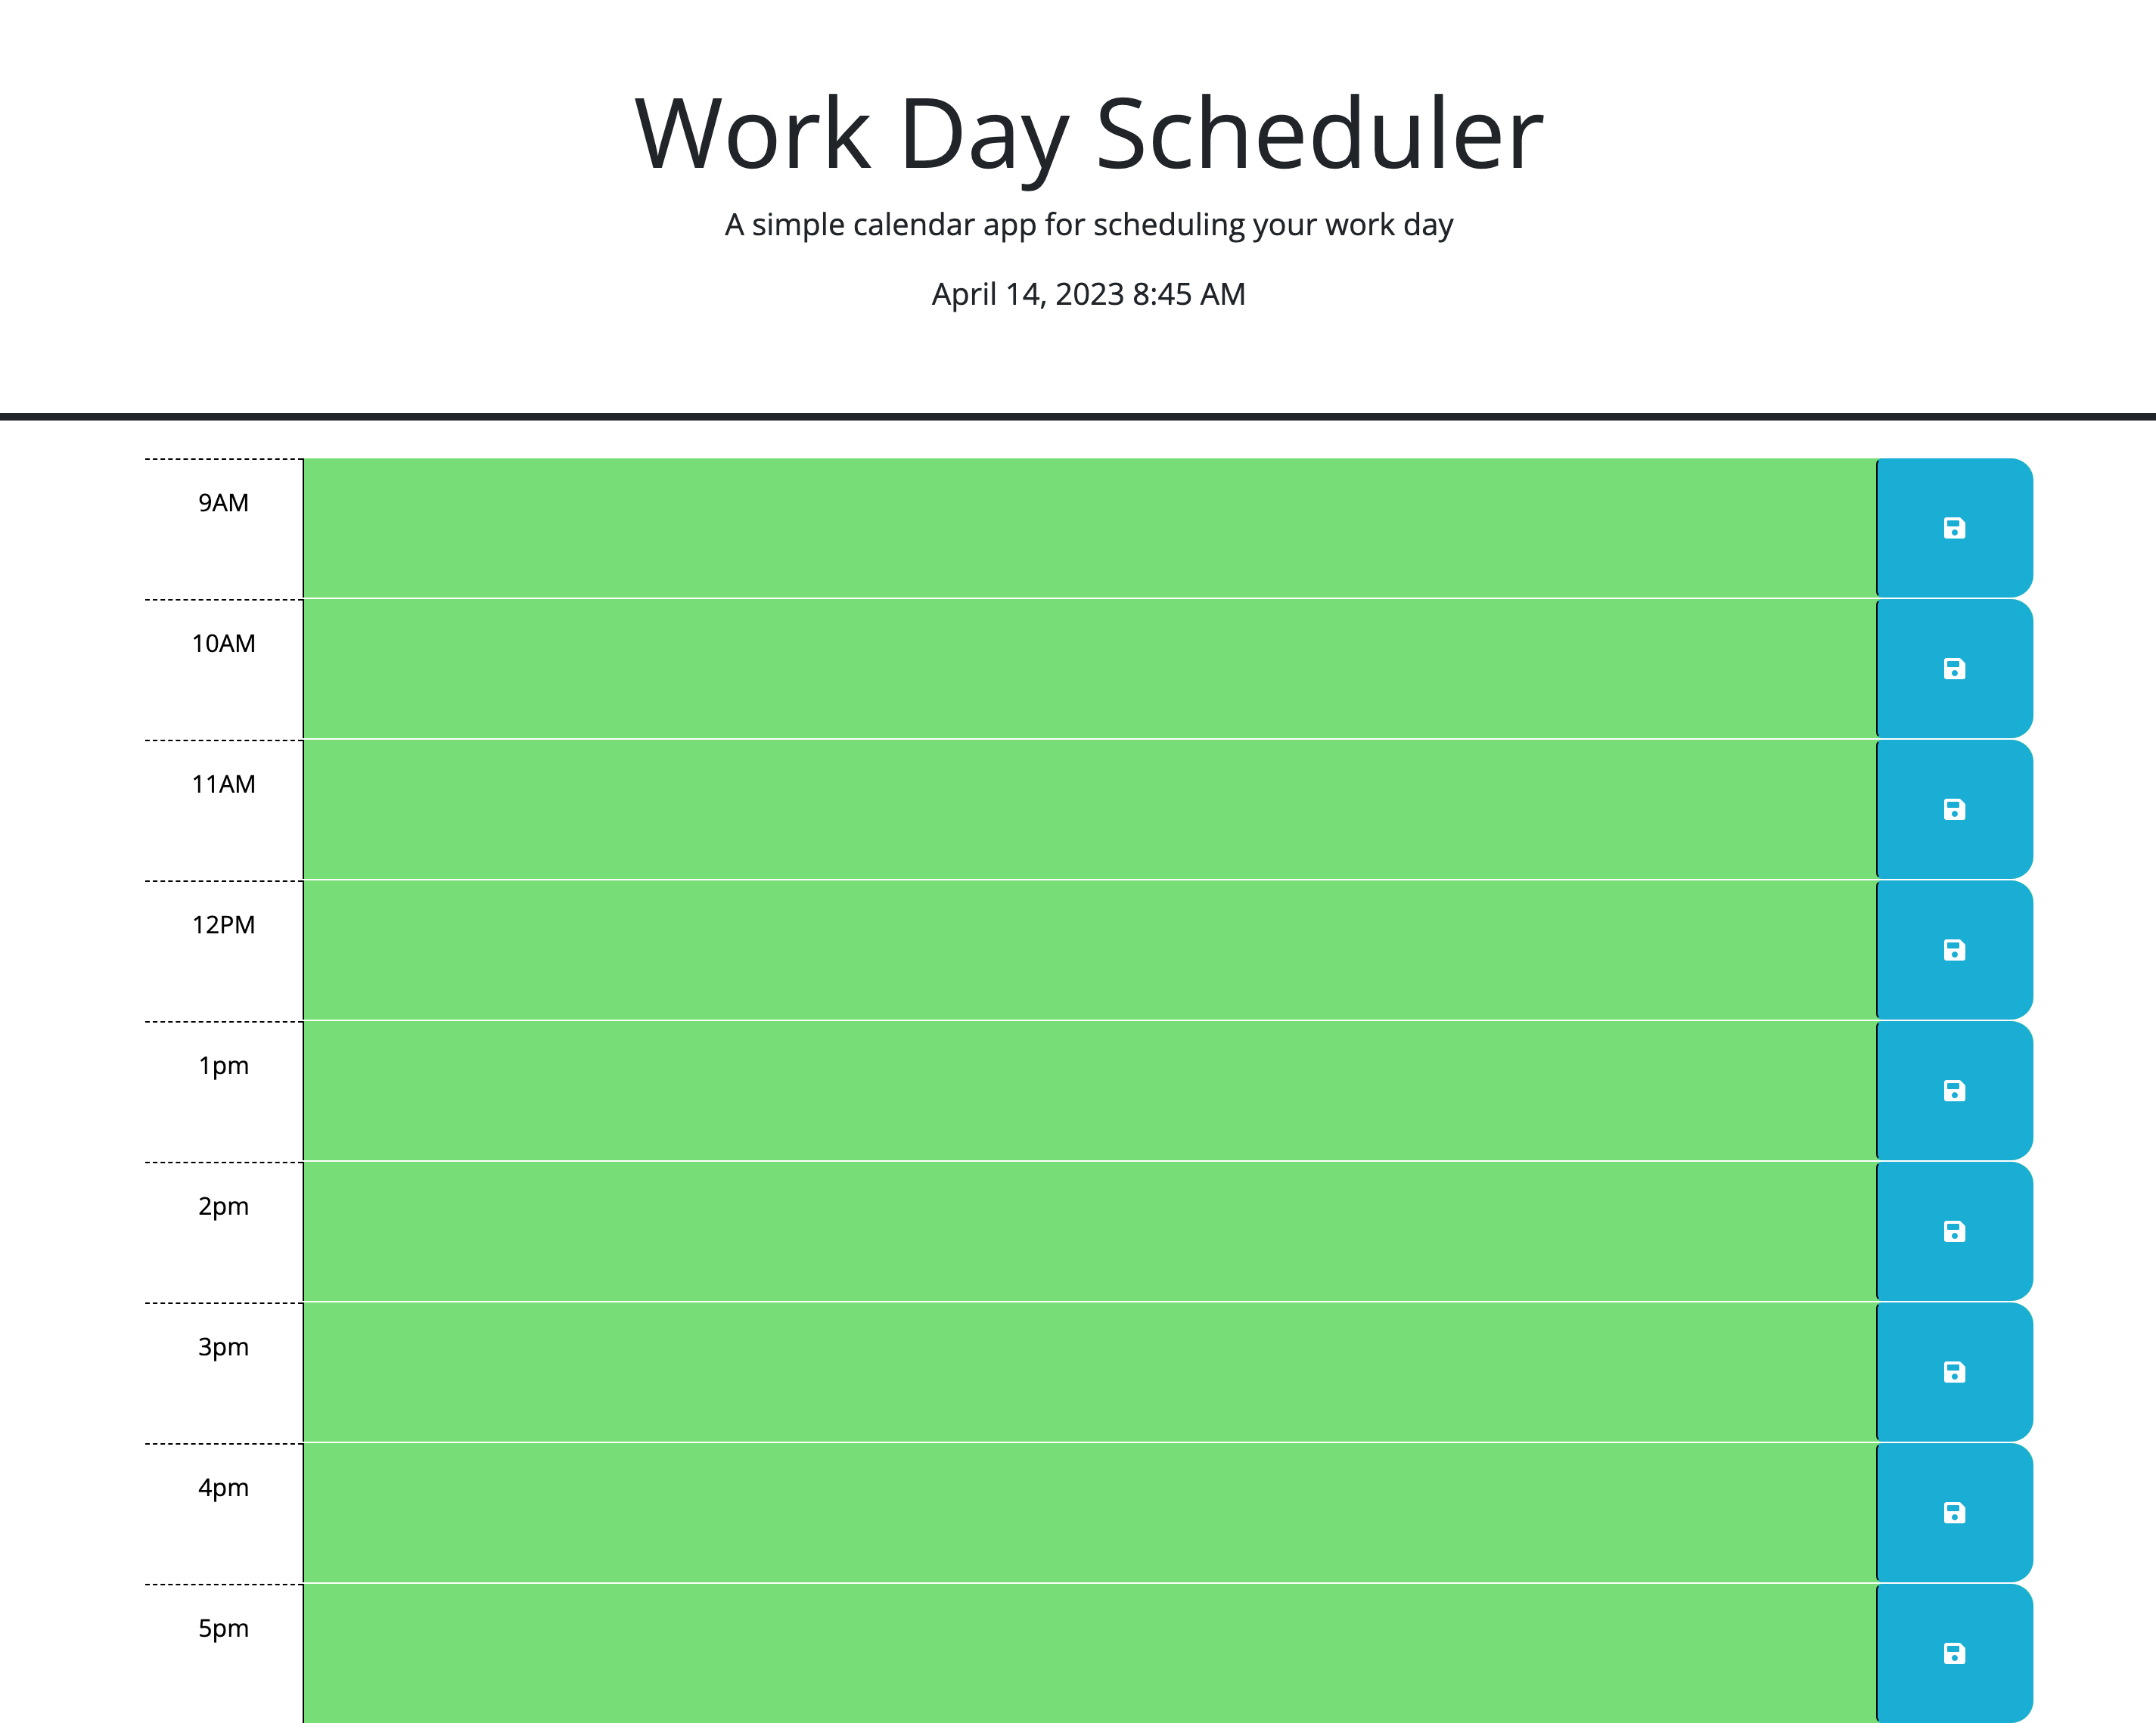 Work Day Scheduler
A simple calendar app for scheduling your work day
April 14, 2023 8:45 AM
9AM
10AM
11AM
12PM
1pm
2pm
3pm
4pm
5pm